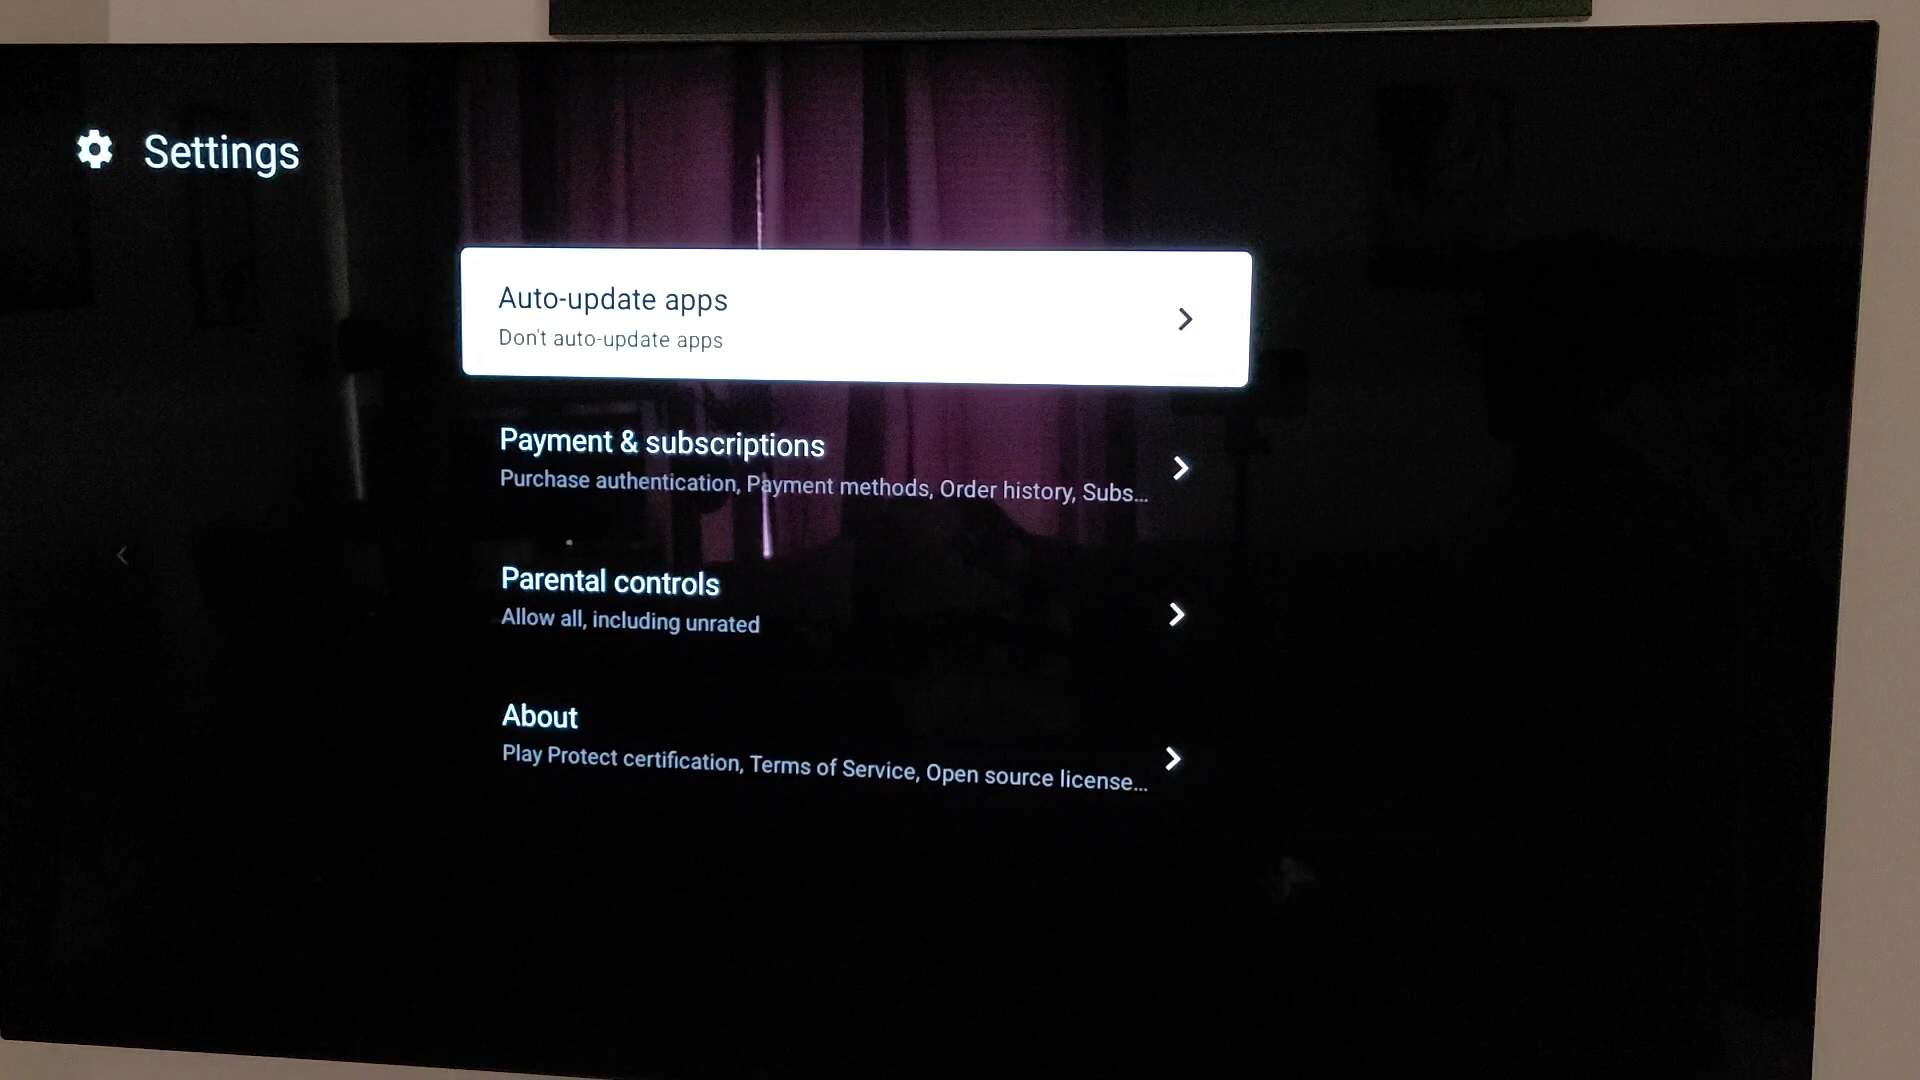 Settings
Auto-update apps
Don't auto-update apps
Payment & subscriptions
Purchase authentication, Payment methods, Order history, Subs...
Parental controls
Allow all, including unrated
About
Play Protect certification, Terms of Service, Open source license...